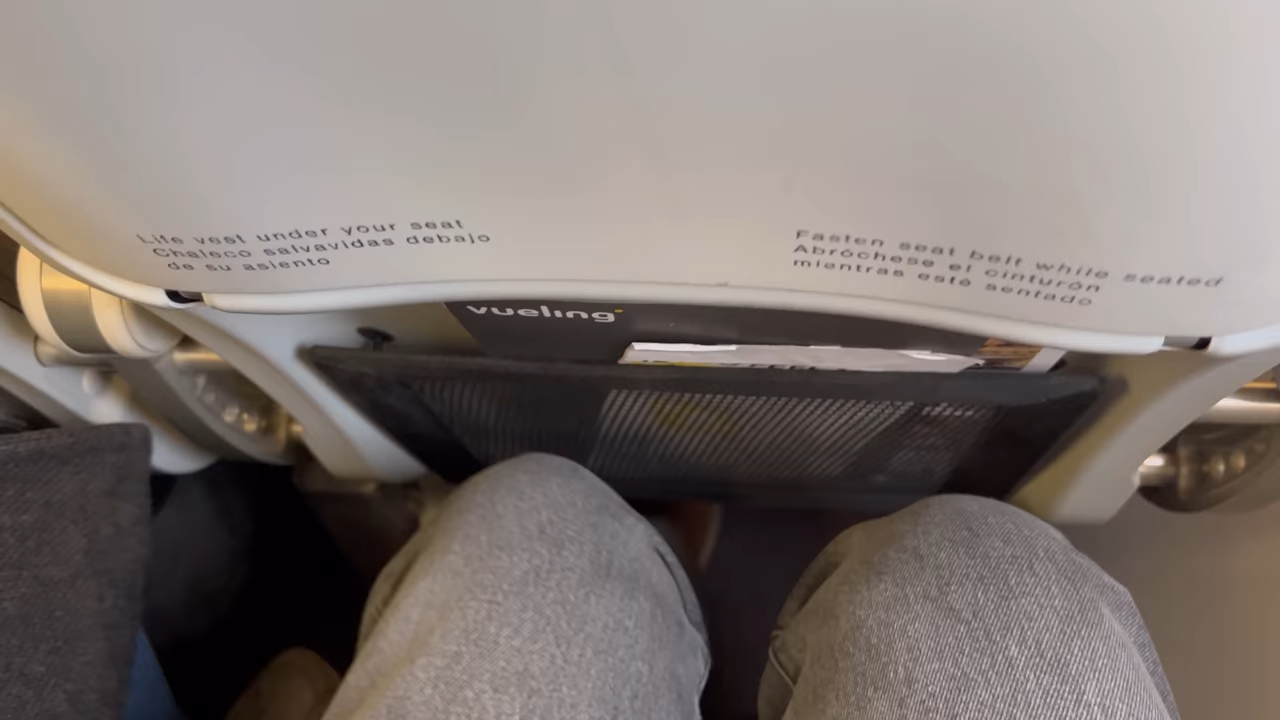 Life vest under your seat
Chaleco salvavidas debajo
de su asiento
Fasten seat belt while seated
Abróchese el cinturón
mientras esté sentado
vueling